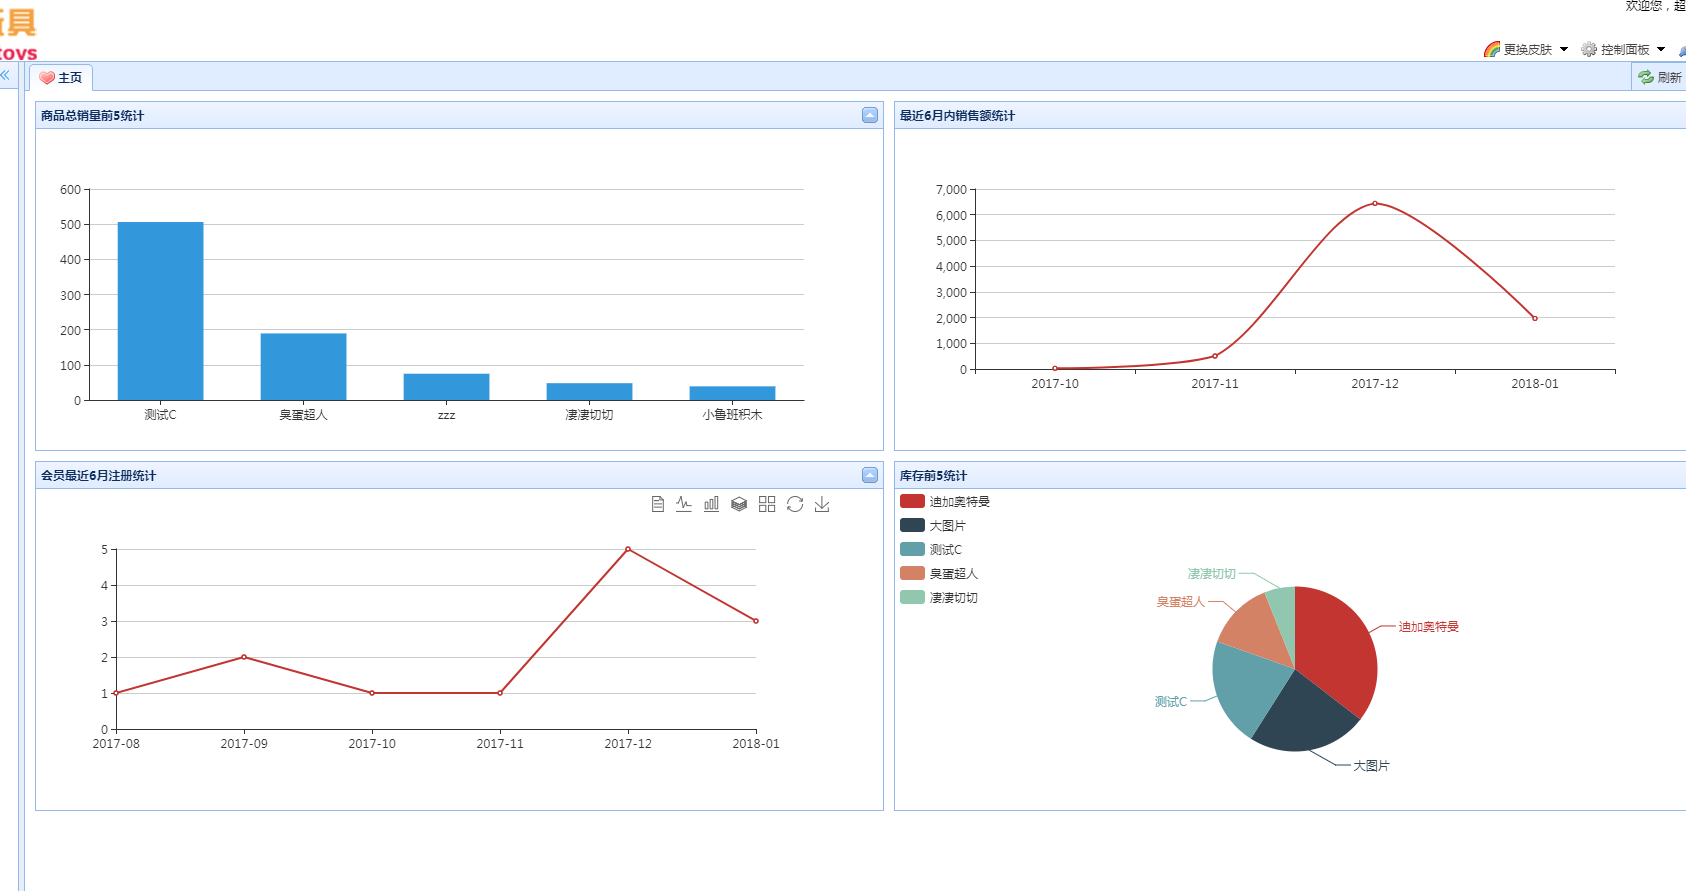 欢迎您，超
玩具
toys
更换皮肤 控制面板
主页 刷新
商品总销量前5统计
600
500
400
300
200
100
0
测试C 臭蛋超人 zzz 凄凄切切 小鲁班积木
最近6月内销售额统计
7,000
6,000
5,000
4,000
3,000
2,000
1,000
0
2017-10 2017-11 2017-12 2018-01
会员最近6月注册统计
5
4
3
2
1
0
2017-08 2017-09 2017-10 2017-11 2017-12 2018-01
库存前5统计
迪加奥特曼
大图片
测试C
臭蛋超人
凄凄切切
凄凄切切
臭蛋超人
迪加奥特曼
测试C
大图片